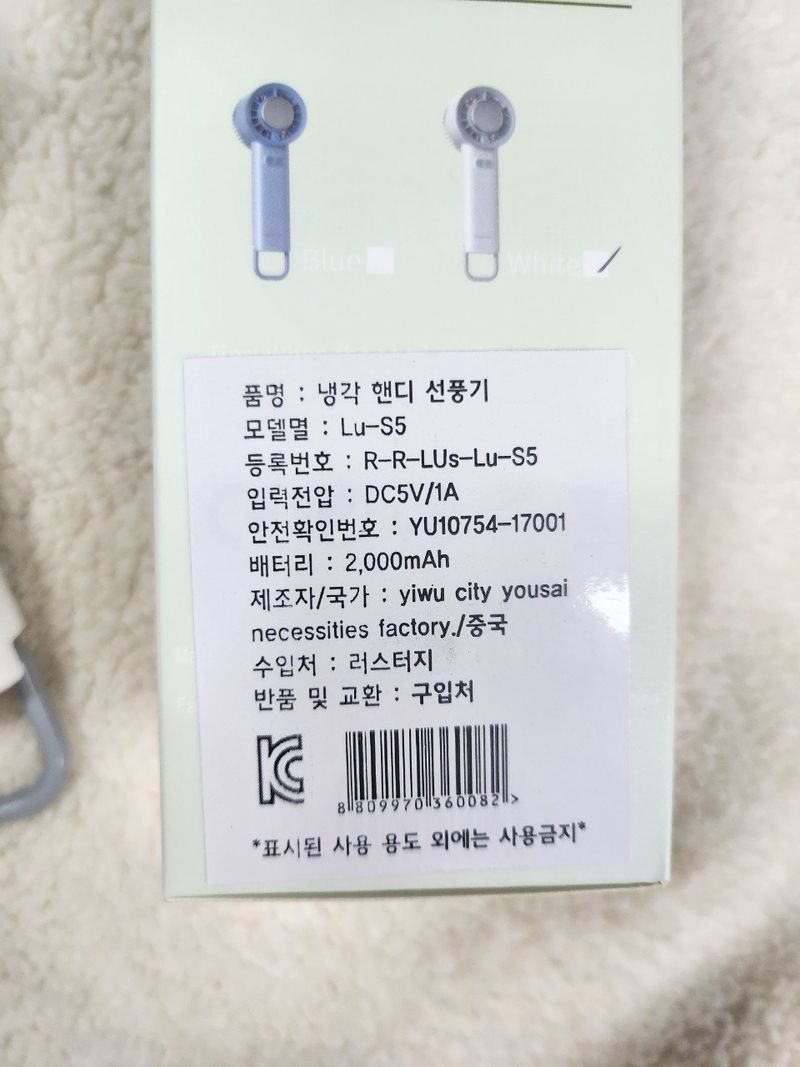 Blue
White
품명 : 냉각 핸디 선풍기
모델멸 : Lu-S5
등록번호 : R-R-LUs-Lu-S5
입력전압 : DC5V/1A
안전확인번호 : YU10754-17001
배터리 : 2,000mAh
제조자/국가 : yiwu city yousai
necessities factory./중국
수입처 : 러스터지
반품 및 교환 : 구입처
8 809970 360082 >
*표시된 사용 용도 외에는 사용금지*